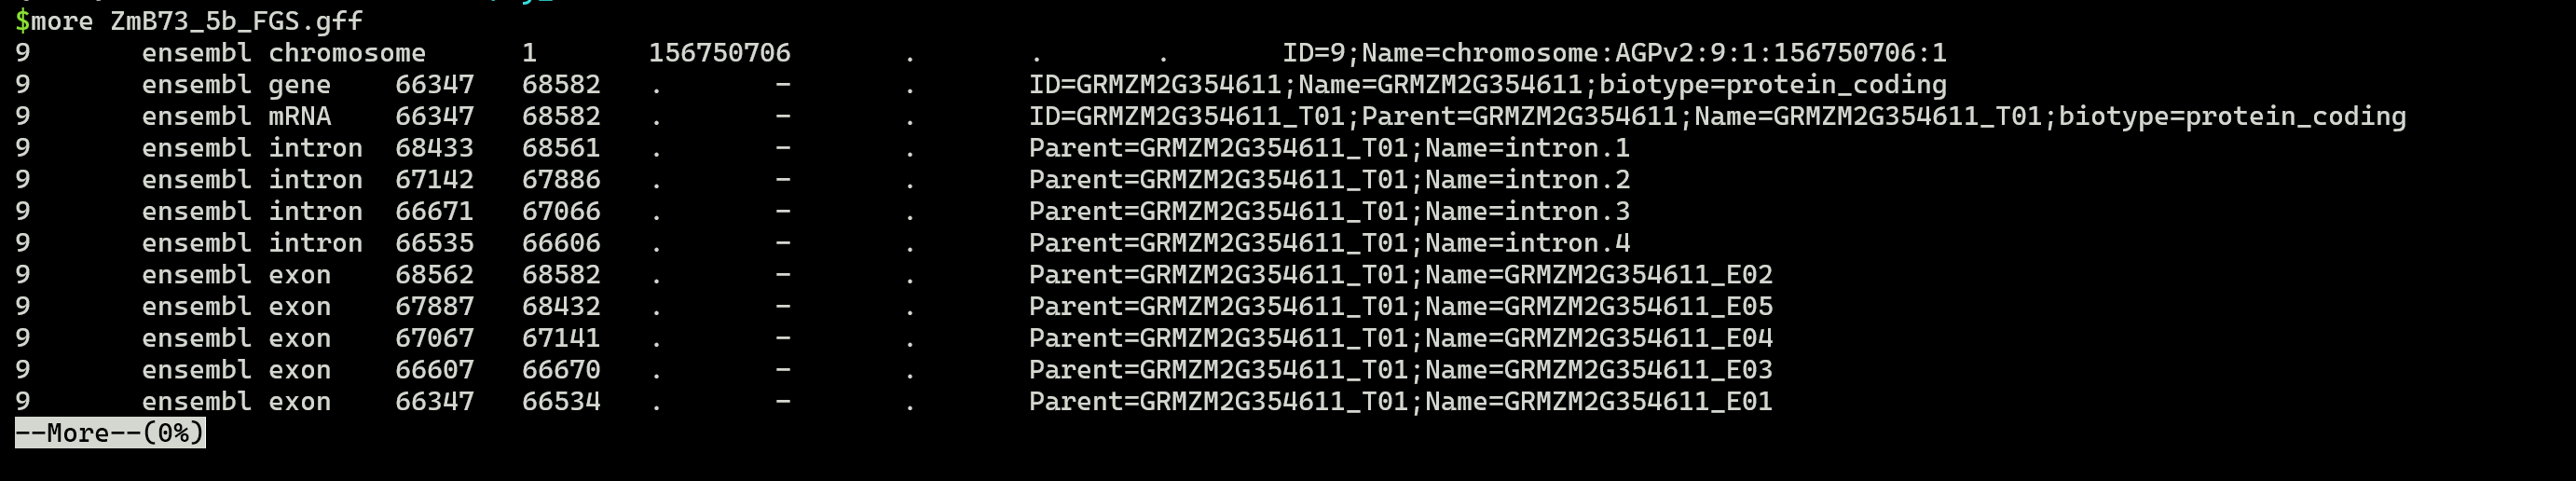 $more ZmB73_5b_FGS.gff
9 ensembl chromosome 1 156750706 . . . ID=9;Name=chromosome:AGPv2:9:1:156750706:1
9 ensembl gene 66347 68582 . - . ID=GRMZM2G354611;Name=GRMZM2G354611;biotype=protein_coding
9 ensembl mRNA 66347 68582 . - . ID=GRMZM2G354611_T01;Parent=GRMZM2G354611;Name=GRMZM2G354611_T01;biotype=protein_coding
9 ensembl intron 68433 68561 . - . Parent=GRMZM2G354611_T01;Name=intron.1
9 ensembl intron 67142 67886 . - . Parent=GRMZM2G354611_T01;Name=intron.2
9 ensembl intron 66671 67066 . - . Parent=GRMZM2G354611_T01;Name=intron.3
9 ensembl intron 66535 66606 . - . Parent=GRMZM2G354611_T01;Name=intron.4
9 ensembl exon 68562 68582 . - . Parent=GRMZM2G354611_T01;Name=GRMZM2G354611_E02
9 ensembl exon 67887 68432 . - . Parent=GRMZM2G354611_T01;Name=GRMZM2G354611_E05
9 ensembl exon 67067 67141 . - . Parent=GRMZM2G354611_T01;Name=GRMZM2G354611_E04
9 ensembl exon 66607 66670 . - . Parent=GRMZM2G354611_T01;Name=GRMZM2G354611_E03
9 ensembl exon 66347 66534 . - . Parent=GRMZM2G354611_T01;Name=GRMZM2G354611_E01
--More--(0%)